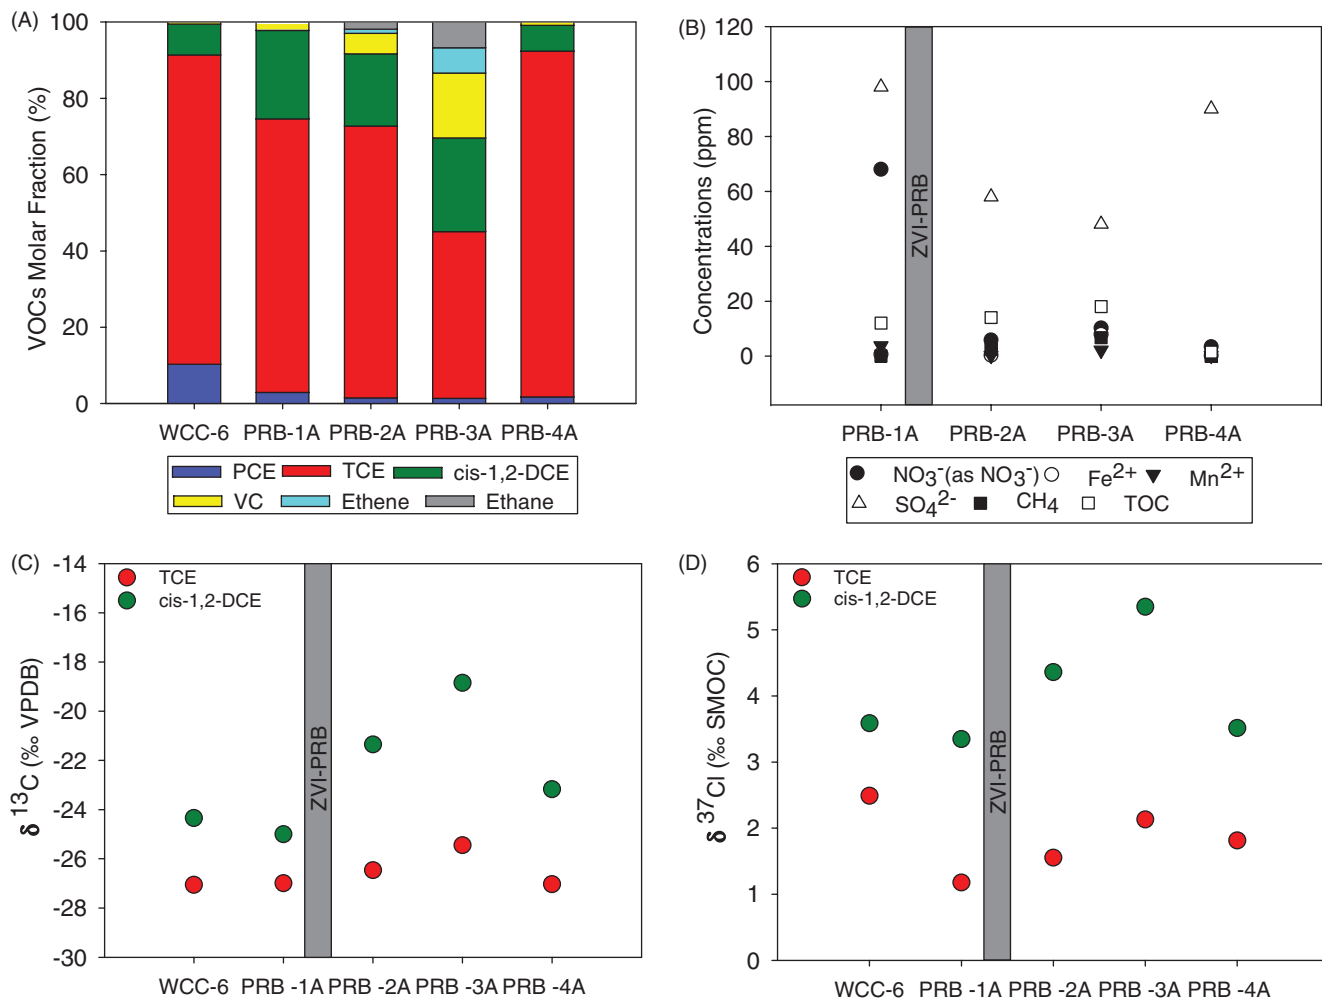 (A)
VOCs Molar Fraction (%)
100
80
60
40
20
0
WCC-6 PRB-1A PRB-2A PRB-3A PRB-4A
PCE TCE cis-1,2-DCE
VC Ethene Ethane
(B)
Concentrations (ppm)
120
100
80
60
40
20
0
ZVI-PRB
PRB-1A PRB-2A PRB-3A PRB-4A
NO₃⁻(as NO₃⁻) Fe²⁺ Mn²⁺
SO₄²⁻ CH₄ TOC
(C)
δ ¹³C (‰ VPDB)
-14
-16
-18
-20
-22
-24
-26
-28
-30
TCE
cis-1,2-DCE
ZVI-PRB
WCC-6 PRB -1A PRB -2A PRB -3A PRB -4A
(D)
δ ³⁷Cl (‰ SMOC)
6
5
4
3
2
1
0
TCE
cis-1,2-DCE
ZVI-PRB
WCC-6 PRB -1A PRB -2A PRB -3A PRB -4A